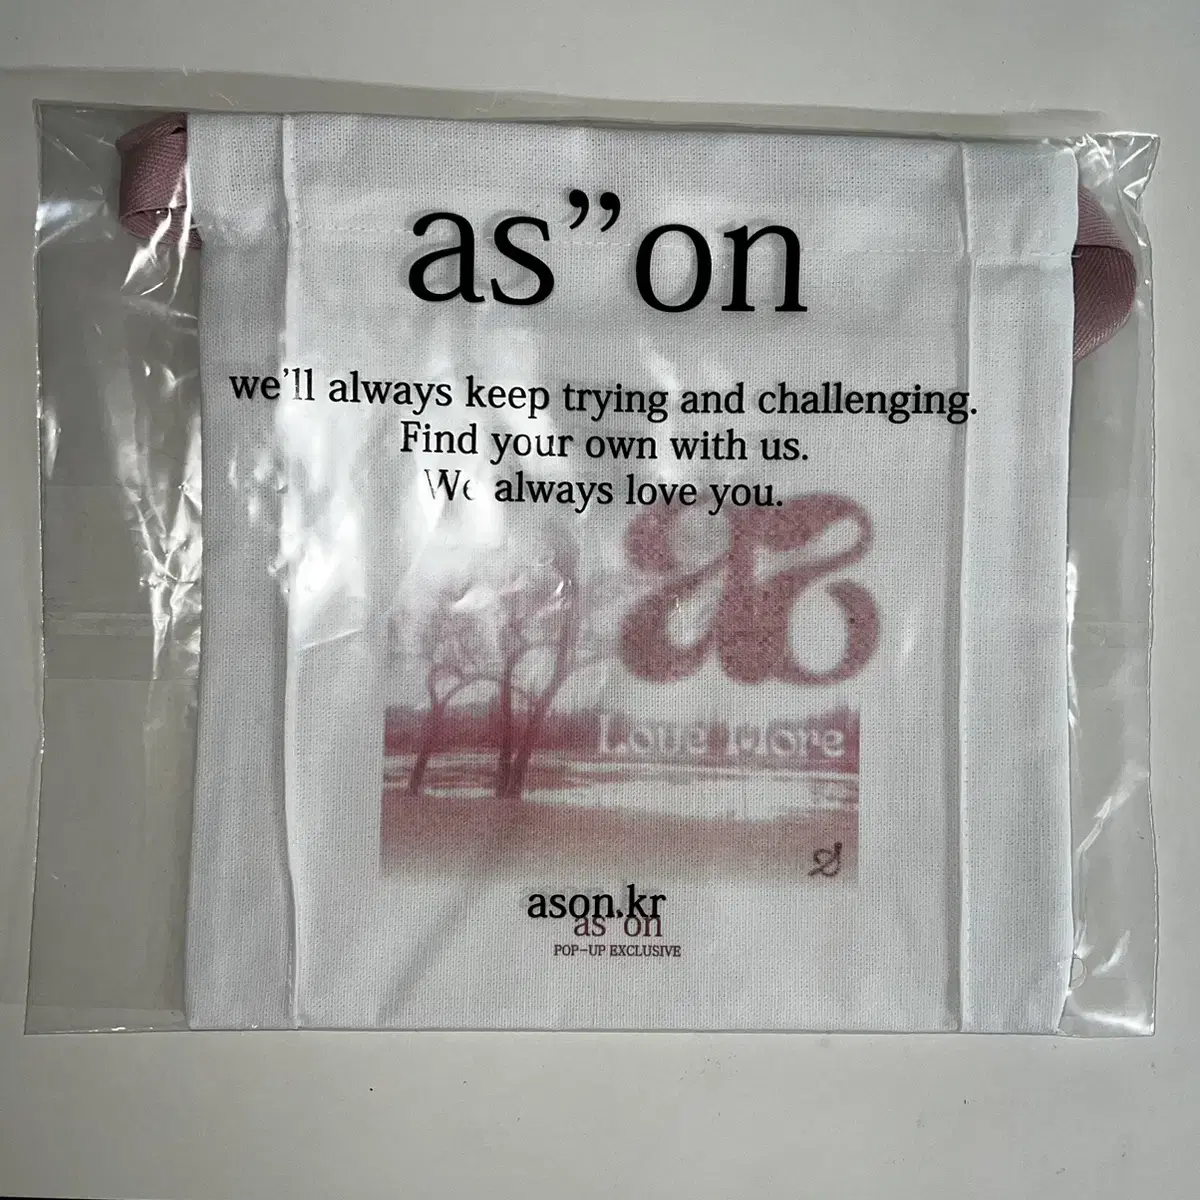 as”on
we’ll always keep trying and challenging.
Find your own with us.
We always love you.
Love More
ason.kr
as”on
POP-UP EXCLUSIVE